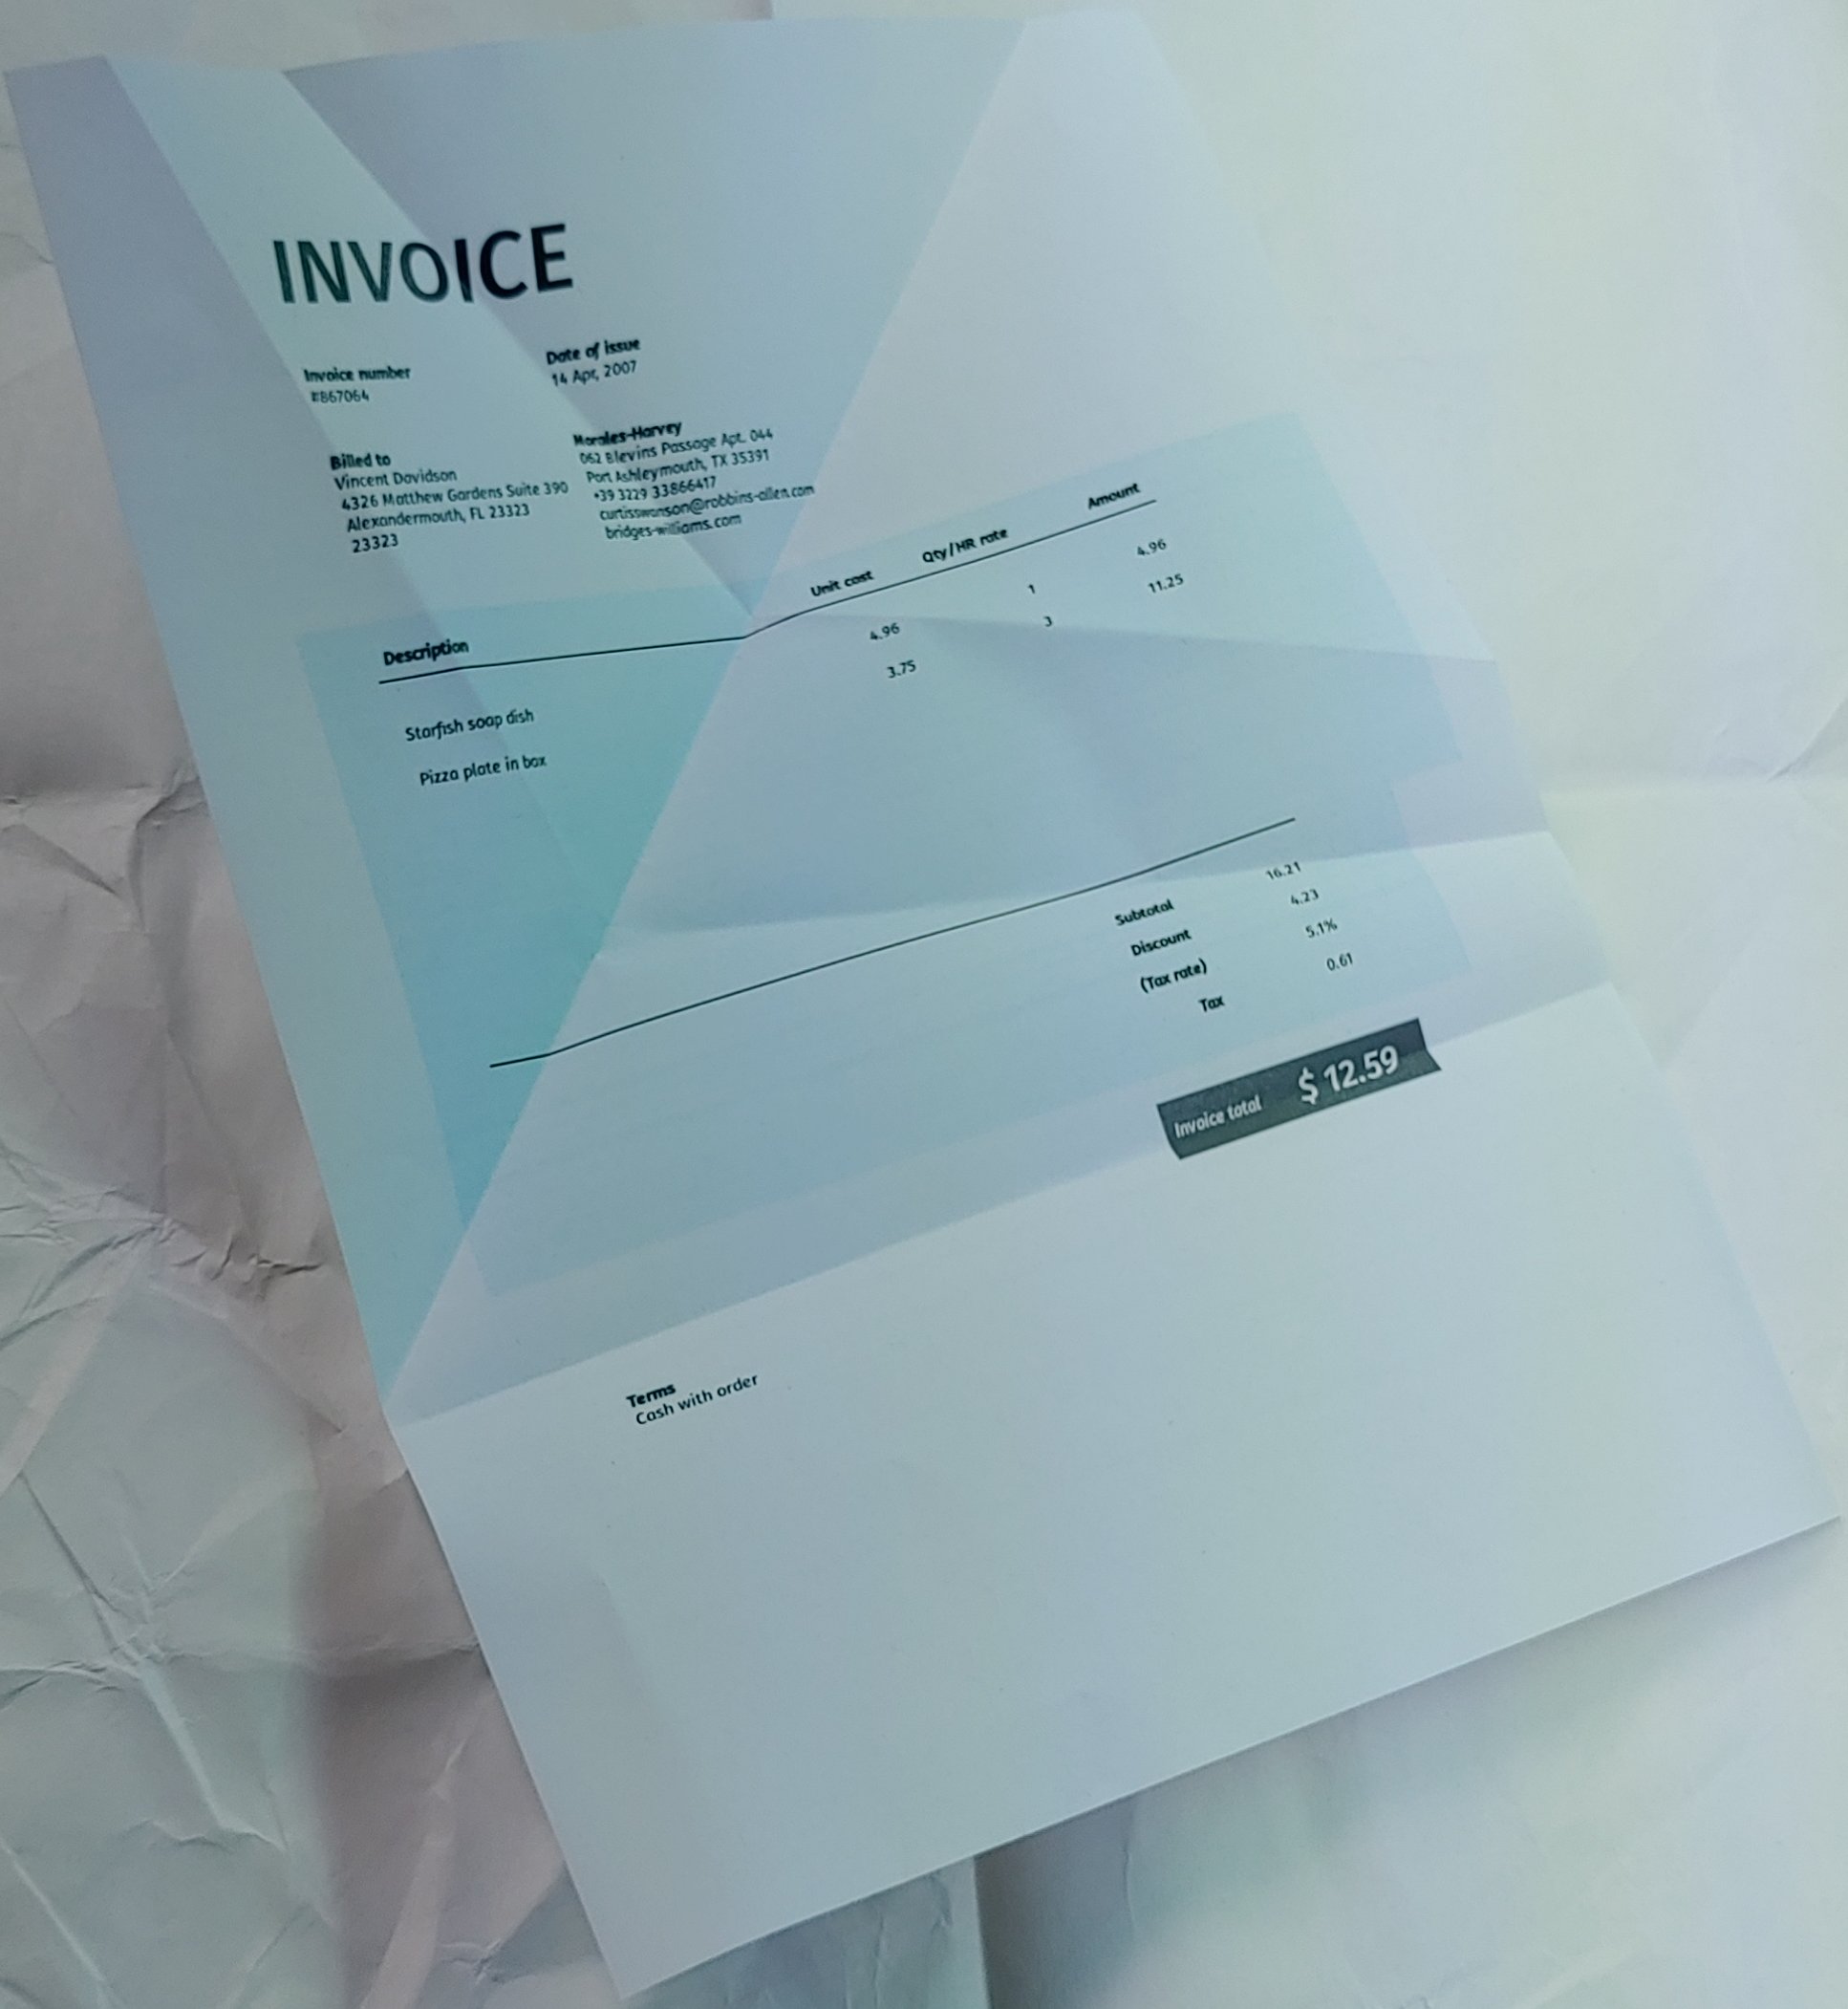 INVOICE
Invoice number
#867064
Date of issue
14 Apr, 2007
Billed to
Vincent Davidson
4326 Matthew Gardens Suite 390
Alexandermouth, FL 23323
23323
Morales-Harvey
062 Blevins Passage Apt. 044
Port Ashleymouth, TX 35391
+39 3229 33866417
curtisswanson@robbins-allen.com
bridges-williams.com
Description Unit cost Qty/HR rate Amount
Starfish soap dish 4.96 1 4.96
Pizza plate in box 3.75 3 11.25
Subtotal 16.21
Discount 4.23
(Tax rate) 5.1%
Tax 0.61
Invoice total $ 12.59
Terms
Cash with order